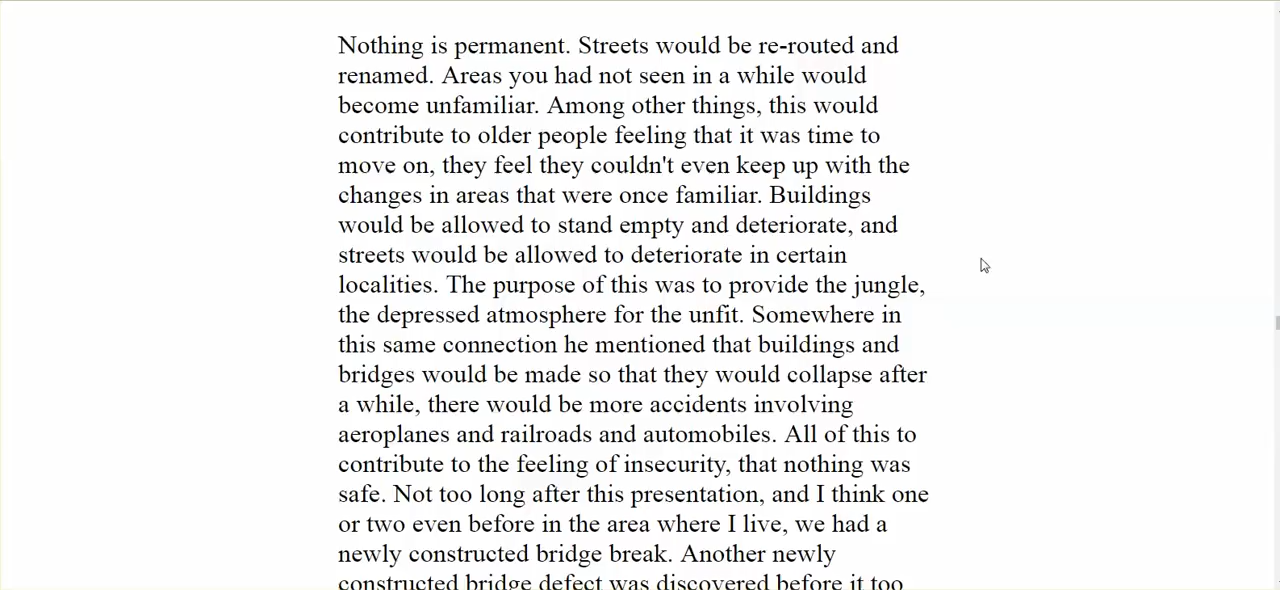 Nothing is permanent. Streets would be re-routed and
renamed. Areas you had not seen in a while would
become unfamiliar. Among other things, this would
contribute to older people feeling that it was time to
move on, they feel they couldn't even keep up with the
changes in areas that were once familiar. Buildings
would be allowed to stand empty and deteriorate, and
streets would be allowed to deteriorate in certain
localities. The purpose of this was to provide the jungle,
the depressed atmosphere for the unfit. Somewhere in
this same connection he mentioned that buildings and
bridges would be made so that they would collapse after
a while, there would be more accidents involving
aeroplanes and railroads and automobiles. All of this to
contribute to the feeling of insecurity, that nothing was
safe. Not too long after this presentation, and I think one
or two even before in the area where I live, we had a
newly constructed bridge break. Another newly
constructed bridge defect was discovered before it too